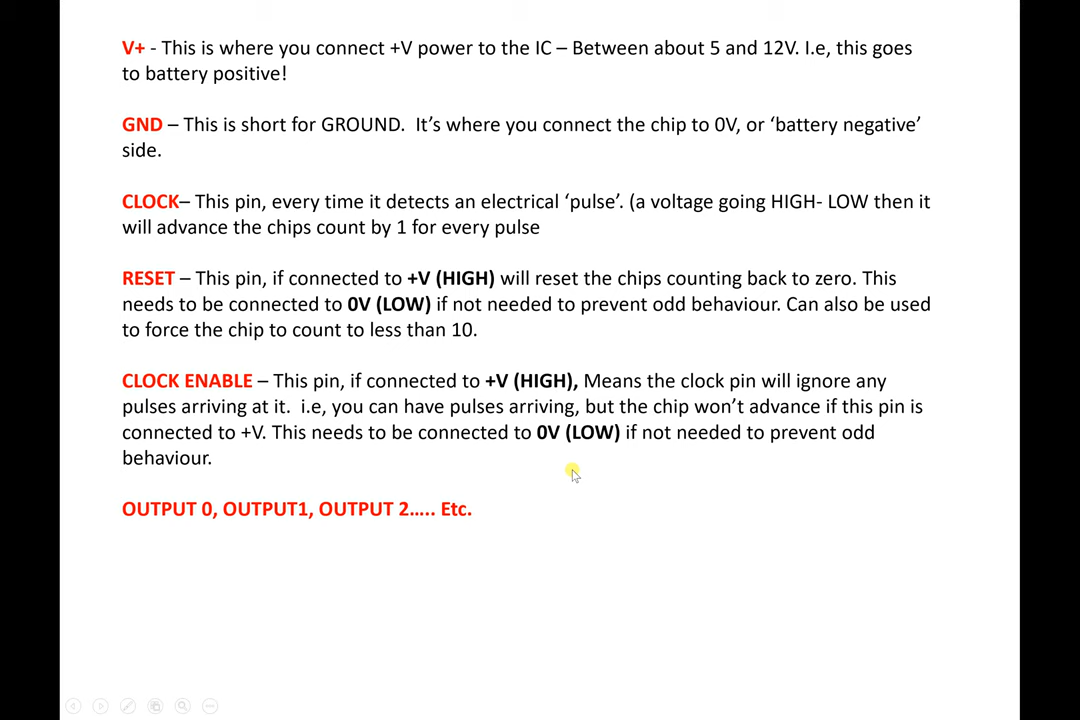 V+ - This is where you connect +V power to the IC – Between about 5 and 12V. I.e, this goes
to battery positive!
GND – This is short for GROUND.  It’s where you connect the chip to 0V, or ‘battery negative’
side.
CLOCK– This pin, every time it detects an electrical ‘pulse’. (a voltage going HIGH- LOW then it
will advance the chips count by 1 for every pulse
RESET – This pin, if connected to +V (HIGH) will reset the chips counting back to zero. This
needs to be connected to 0V (LOW) if not needed to prevent odd behaviour. Can also be used
to force the chip to count to less than 10.
CLOCK ENABLE – This pin, if connected to +V (HIGH), Means the clock pin will ignore any
pulses arriving at it.  i.e, you can have pulses arriving, but the chip won’t advance if this pin is
connected to +V. This needs to be connected to 0V (LOW) if not needed to prevent odd
behaviour.
OUTPUT 0, OUTPUT1, OUTPUT 2….. Etc.